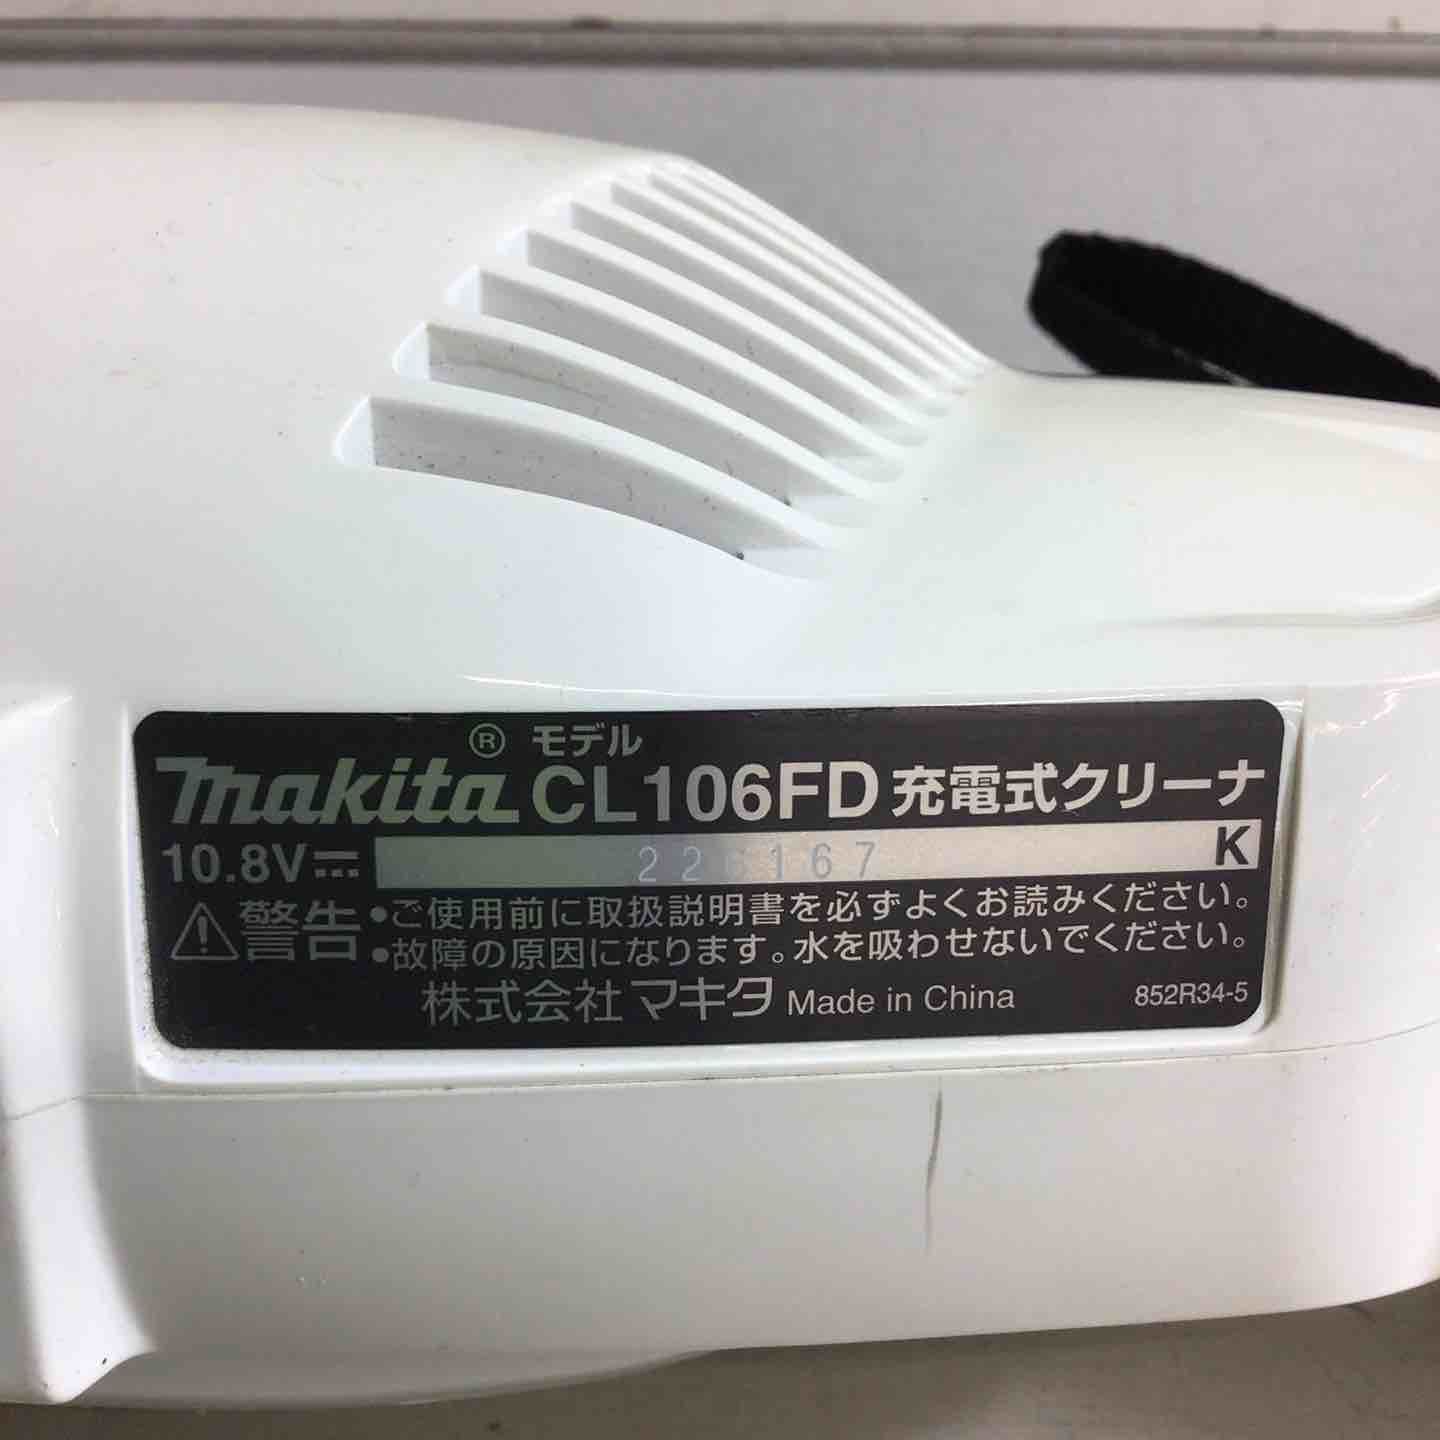 makita® モデル CL106FD 充電式クリーナ
10.8V 226167 K
警告 •ご使用前に取扱説明書を必ずよくお読みください。
•故障の原因になります。水を吸わせないでください。
株式会社マキタ Made in China 852R34-5